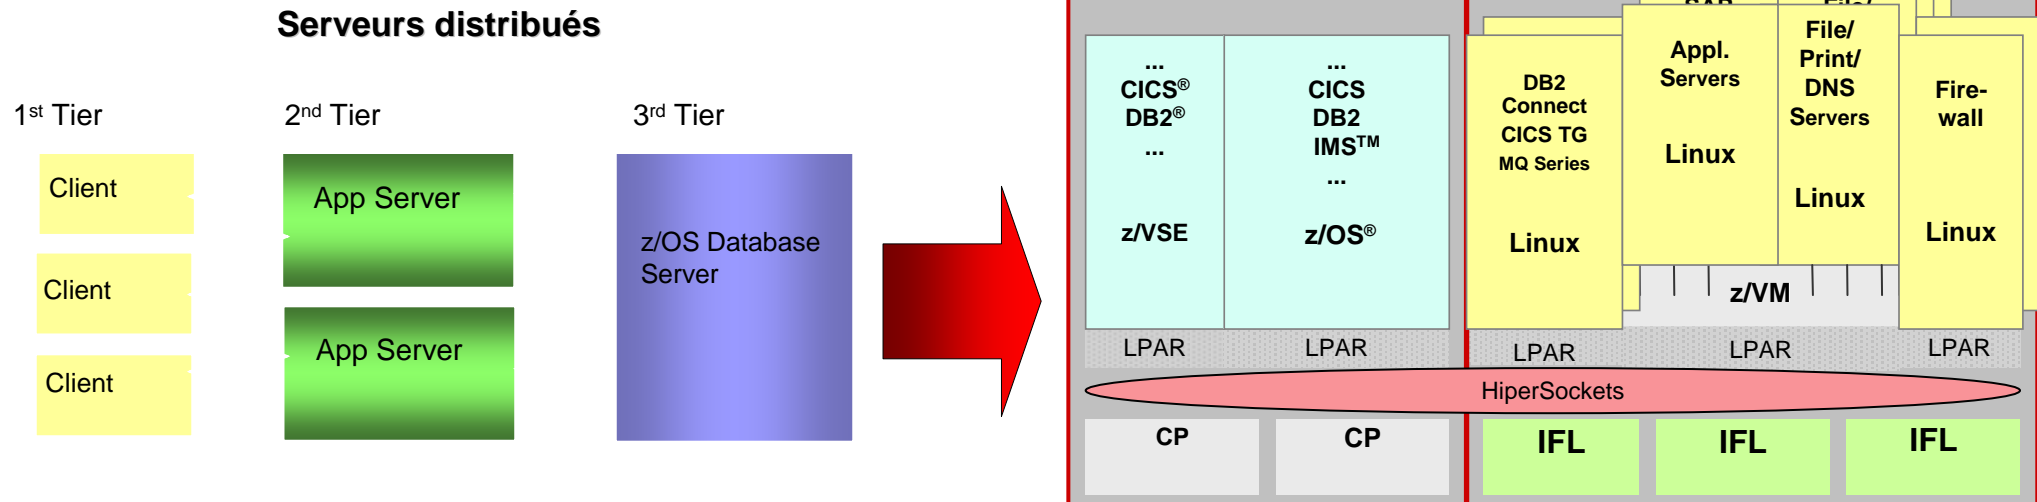 Serveurs distribués
1st Tier
2nd Tier
3rd Tier
Client
Client
Client
App Server
App Server
z/OS Database
Server
...
CICS®
DB2®
...
z/VSE
...
CICS
DB2
IMS™
...
z/OS®
DB2
Connect
CICS TG
MQ Series
Linux
SAP
Appl.
Servers
Linux
File/
File/
Print/
DNS
Servers
Linux
Fire-
wall
Linux
z/VM
LPAR
LPAR
LPAR
LPAR
LPAR
HiperSockets
CP
CP
IFL
IFL
IFL